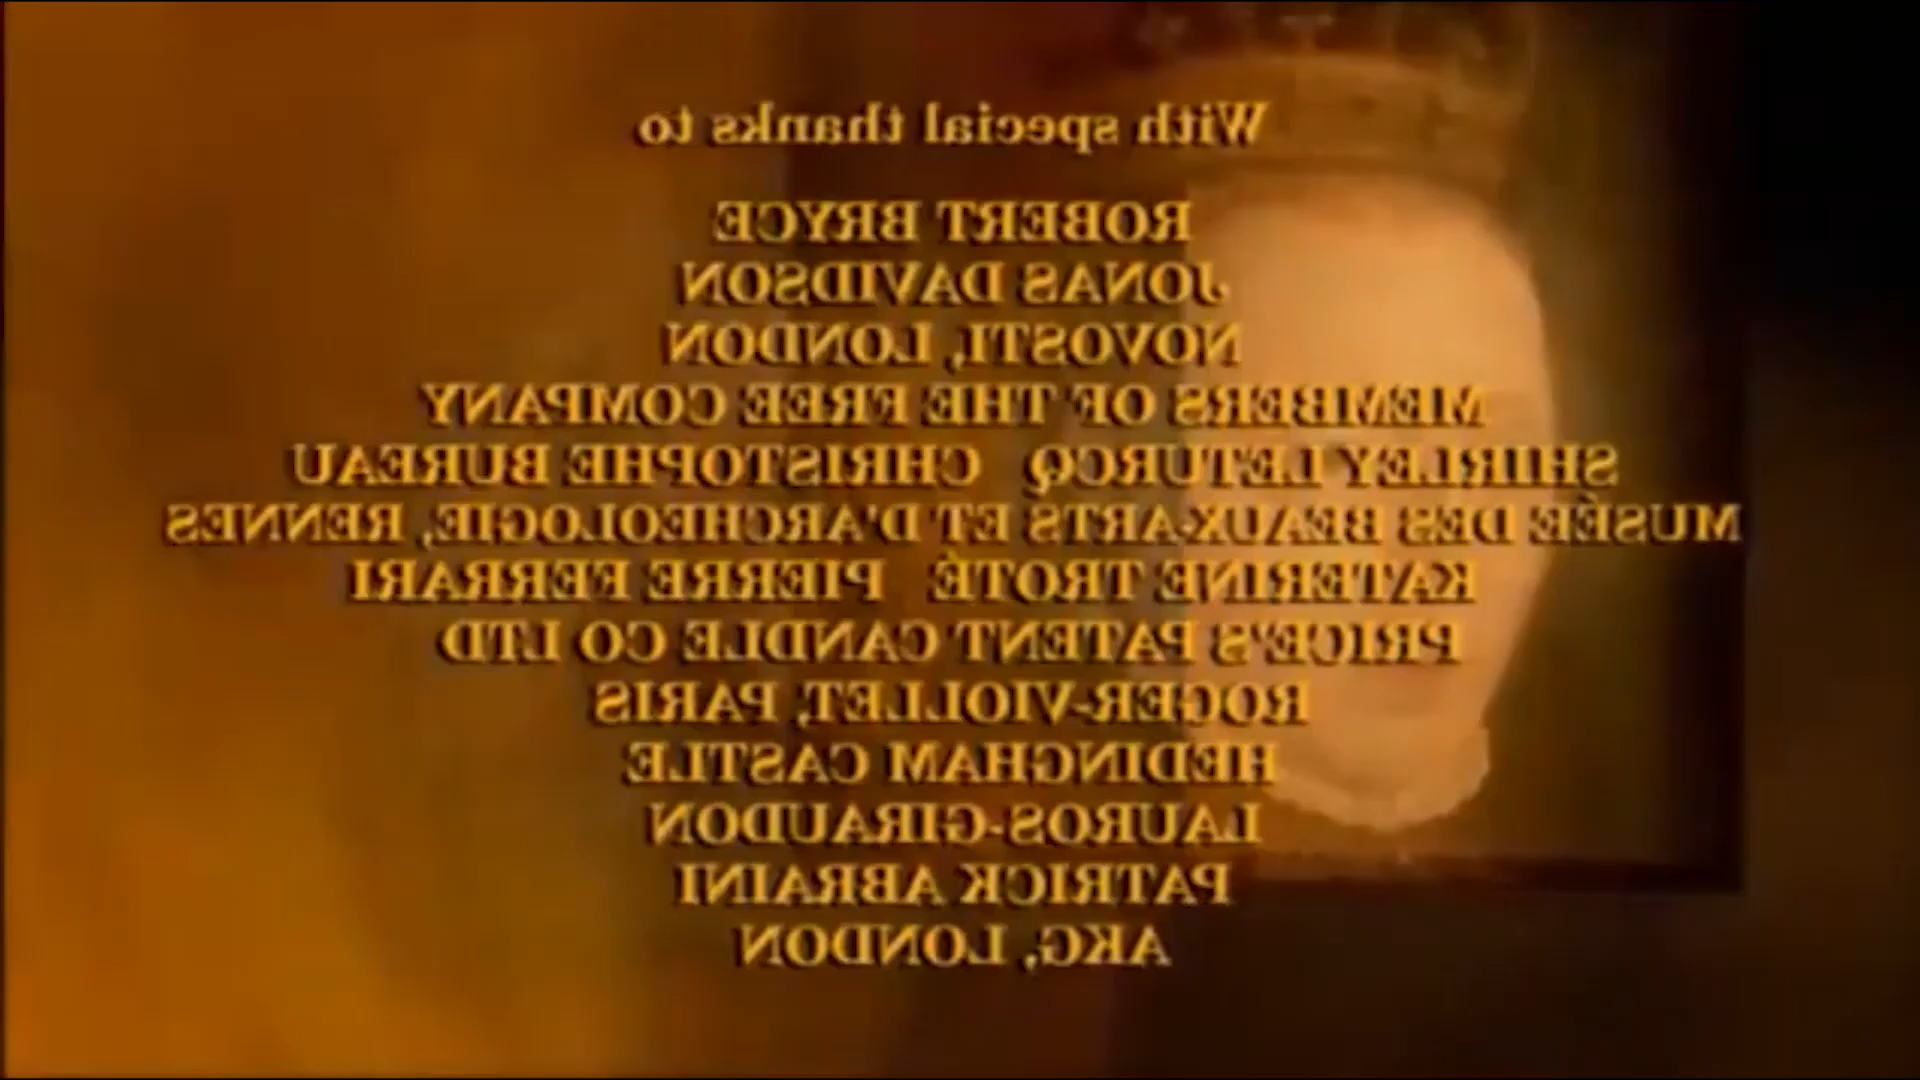 With special thanks to
ROBERT BRYCE
JONAS DAVIDSON
NOVOSTI, LONDON
MEMBERS OF THE FREE COMPANY
SHIRLEY LETURCQ CHRISTOPHE BUREAU
MUSÉE DES BEAUX-ARTS ET D'ARCHEOLOGIE, RENNES
KATERINE TROTÉ PIERRE FERRARI
PRICE'S PATENT CANDLE CO LTD
ROGER-VIOLLET, PARIS
HEDINGHAM CASTLE
LAUROS-GIRAUDON
PATRICK ABRAINI
AKG, LONDON